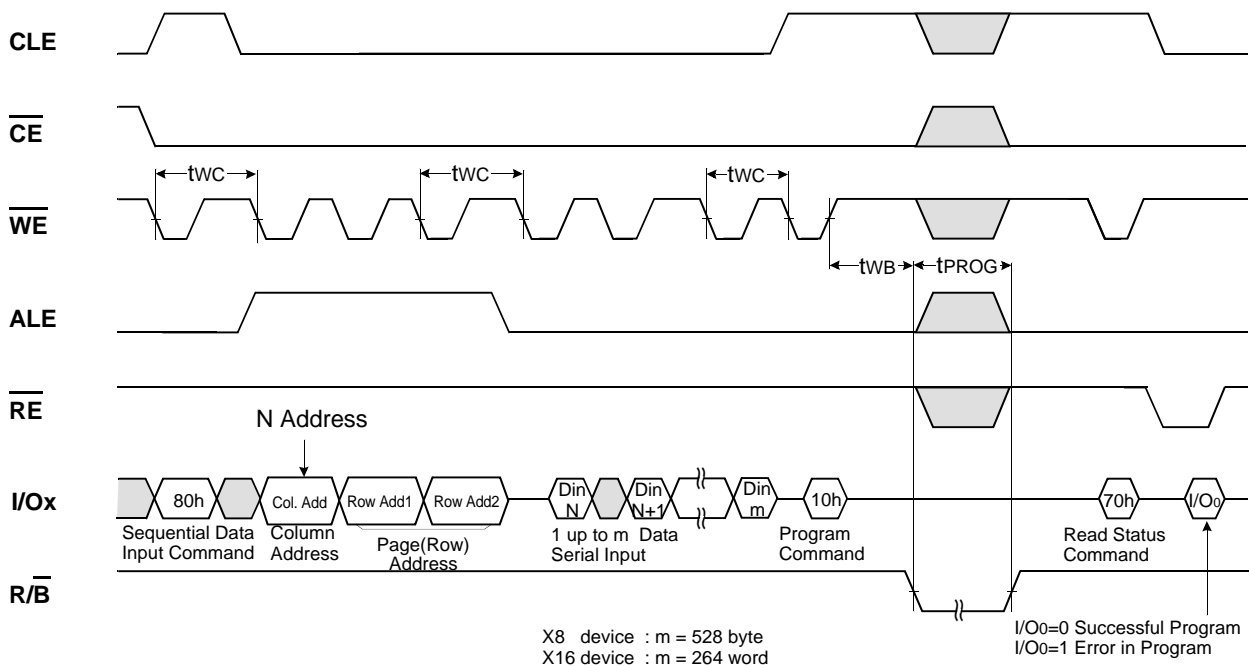 CLE
CE
tWC tWC tWC
WE
tWB tPROG
ALE
RE
N Address
I/Ox
80h Col. Add Row Add1 Row Add2 Din N Din N+1 Din m 10h 70h I/O0
Sequential Data Input Command
Column Address
Page(Row) Address
1 up to m Data Serial Input
Program Command
Read Status Command
R/B
X8 device : m = 528 byte
X16 device : m = 264 word
I/O0=0 Successful Program
I/O0=1 Error in Program